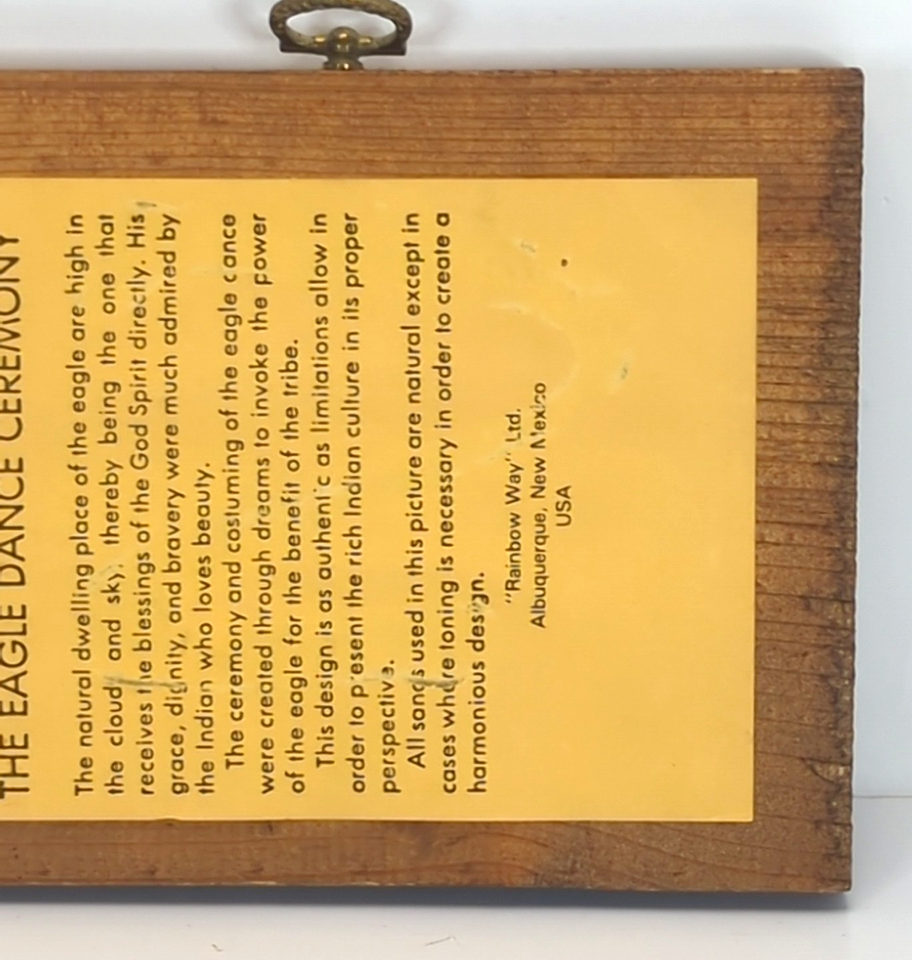 THE EAGLE DANCE CEREMONY
The natural dwelling place of the eagle are high in
the cloud and sky, thereby being the one that
receives the blessings of the God Spirit directly. His
grace, dignity, and bravery were much admired by
the Indian who loves beauty.
The ceremony and costuming of the eagle dance
were created through dreams to invoke the power
of the eagle for the benefit of the tribe.
This design is as authentic as limitations allow in
order to present the rich Indian culture in its proper
perspective.
All sands used in this picture are natural except in
cases where toning is necessary in order to create a
harmonious design.
"Rainbow Way" Ltd.
Albuquerque, New Mexico
USA